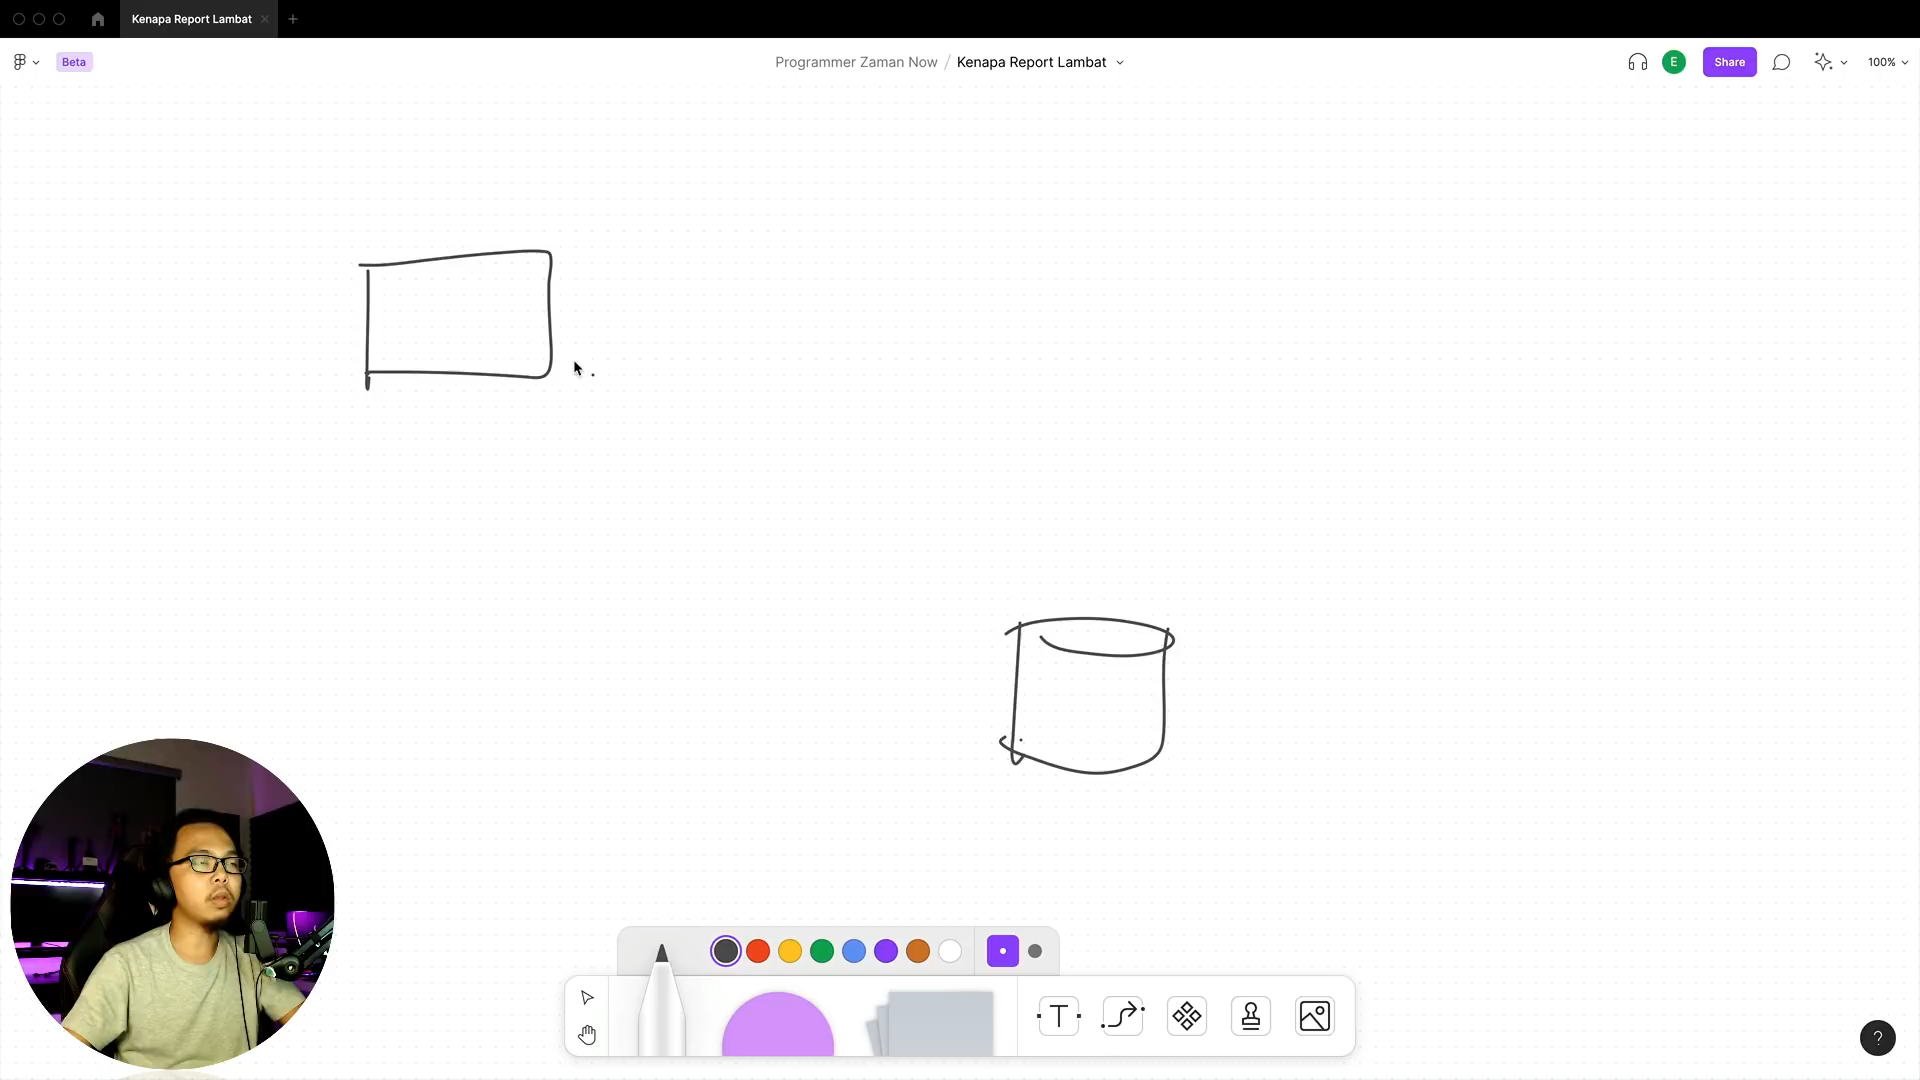 Kenapa Report Lambat
Beta
Programmer Zaman Now / Kenapa Report Lambat
E
Share
100%
T
?